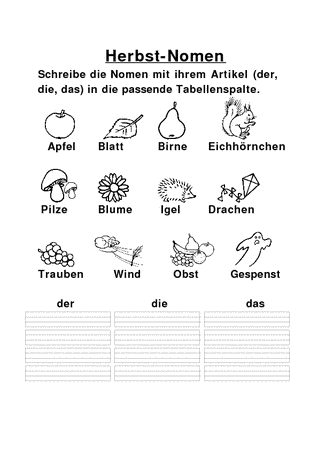 Herbst-Nomen
Schreibe die Nomen mit ihrem Artikel (der,
die, das) in die passende Tabellenspalte.
Apfel Blatt Birne Eichhörnchen
Pilze Blume Igel Drachen
Trauben Wind Obst Gespenst
der die das